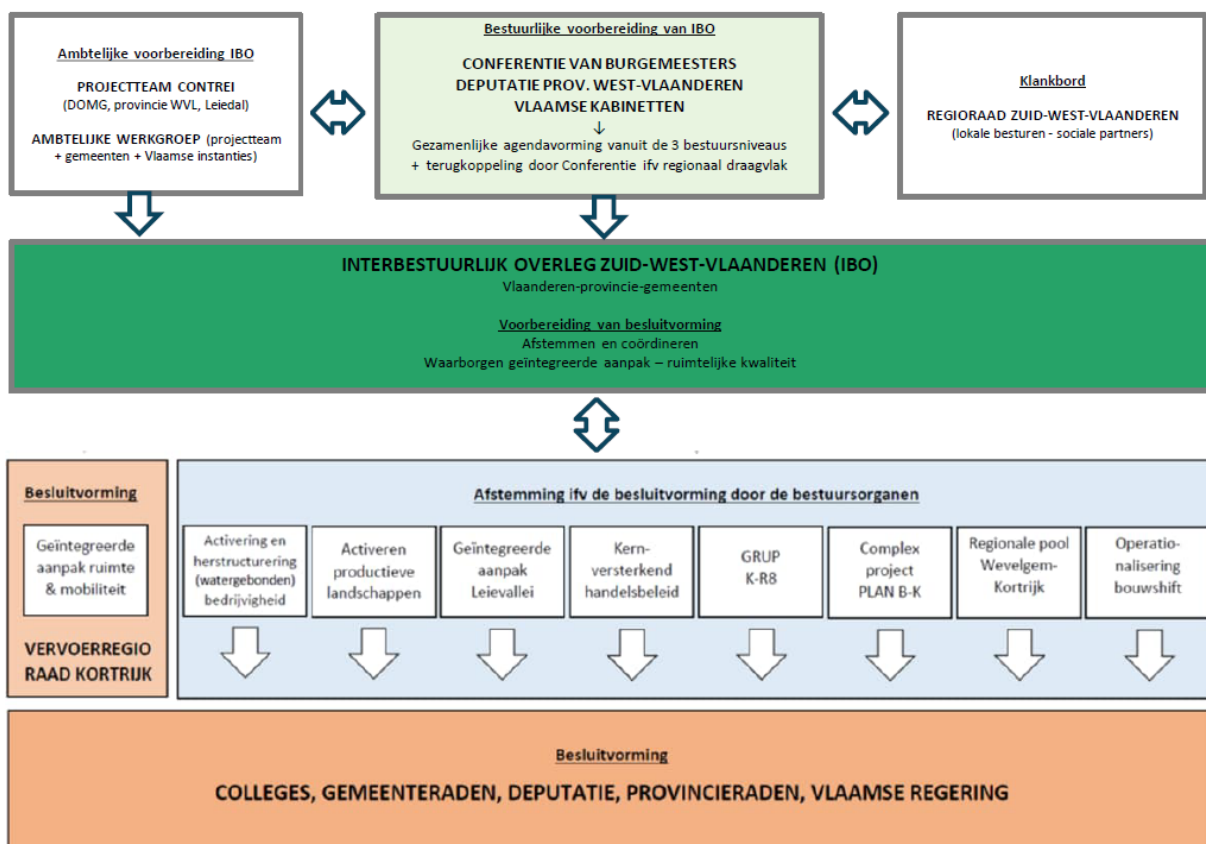 Ambtelijke voorbereiding IBO
PROJECTTEAM CONTREI
(DOMG, provincie WVL, Leiedal)
AMBTELIJKE WERKGROEP (projectteam
+ gemeenten + Vlaamse instanties)
Bestuurlijke voorbereiding van IBO
CONFERENTIE VAN BURGEMEESTERS
DEPUTATIE PROV. WEST-VLAANDEREN
VLAAMSE KABINETTEN
↓
Gezamenlijke agendavorming vanuit de 3 bestuursniveaus
+ terugkoppeling door Conferentie ifv regionaal draagvlak
Klankbord
REGIORAAD ZUID-WEST-VLAANDEREN
(lokale besturen - sociale partners)
INTERBESTUURLIJK OVERLEG ZUID-WEST-VLAANDEREN (IBO)
Vlaanderen-provincie-gemeenten
Voorbereiding van besluitvorming
Afstemmen en coördineren
Waarborgen geïntegreerde aanpak – ruimtelijke kwaliteit
Besluitvorming
Geïntegreerde
aanpak ruimte
& mobiliteit
VERVOERREGIO
RAAD KORTRIJK
Afstemming ifv de besluitvorming door de bestuursorganen
Activering en
herstructurering
(watergebonden)
bedrijvigheid
Activeren
productieve
landschappen
Geïntegreerde
aanpak
Leievallei
Kern-
versterkend
handelsbeleid
GRUP
K-R8
Complex
project
PLAN B-K
Regionale pool
Wevelgem-
Kortrijk
Operatio-
nalisering
bouwshift
Besluitvorming
COLLEGES, GEMEENTERADEN, DEPUTATIE, PROVINCIERADEN, VLAAMSE REGERING